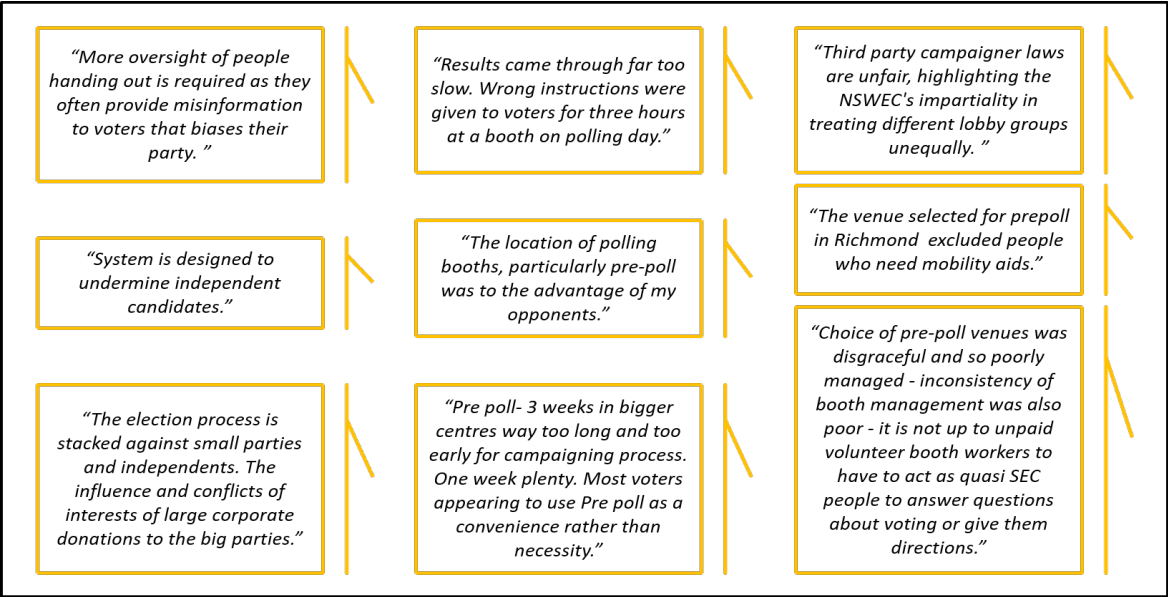 “More oversight of people
handing out is required as they
often provide misinformation
to voters that biases their
party. ”
“System is designed to
undermine independent
candidates.”
“The election process is
stacked against small parties
and independents. The
influence and conflicts of
interests of large corporate
donations to the big parties.”
“Results came through far too
slow. Wrong instructions were
given to voters for three hours
at a booth on polling day.”
“The location of polling
booths, particularly pre-poll
was to the advantage of my
opponents.”
“Pre poll- 3 weeks in bigger
centres way too long and too
early for campaigning process.
One week plenty. Most voters
appearing to use Pre poll as a
convenience rather than
necessity.”
“Third party campaigner laws
are unfair, highlighting the
NSWEC's impartiality in
treating different lobby groups
unequally. ”
“The venue selected for prepoll
in Richmond  excluded people
who need mobility aids.”
“Choice of pre-poll venues was
disgraceful and so poorly
managed - inconsistency of
booth management was also
poor - it is not up to unpaid
volunteer booth workers to
have to act as quasi SEC
people to answer questions
about voting or give them
directions.”